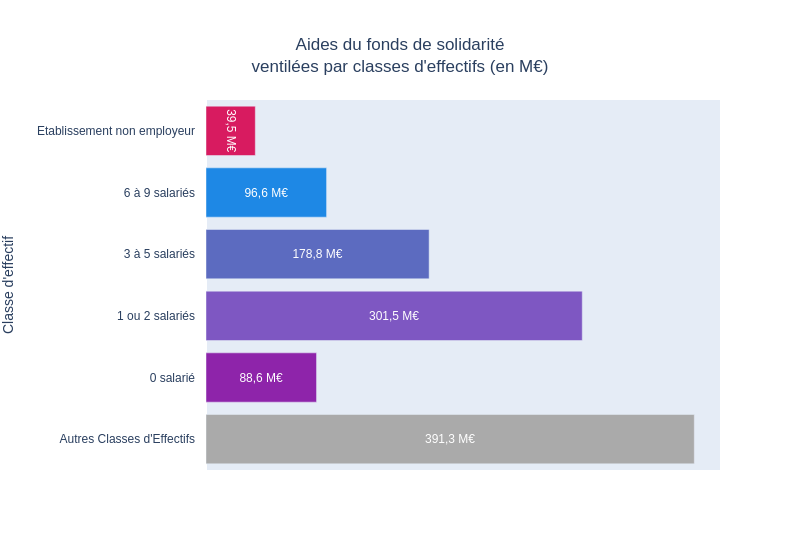 Aides du fonds de solidarité
ventilées par classes d'effectifs (en M€)
Classe d'effectif
Etablissement non employeur
39,5 M€
6 à 9 salariés
96,6 M€
3 à 5 salariés
178,8 M€
1 ou 2 salariés
301,5 M€
0 salarié
88,6 M€
Autres Classes d'Effectifs
391,3 M€